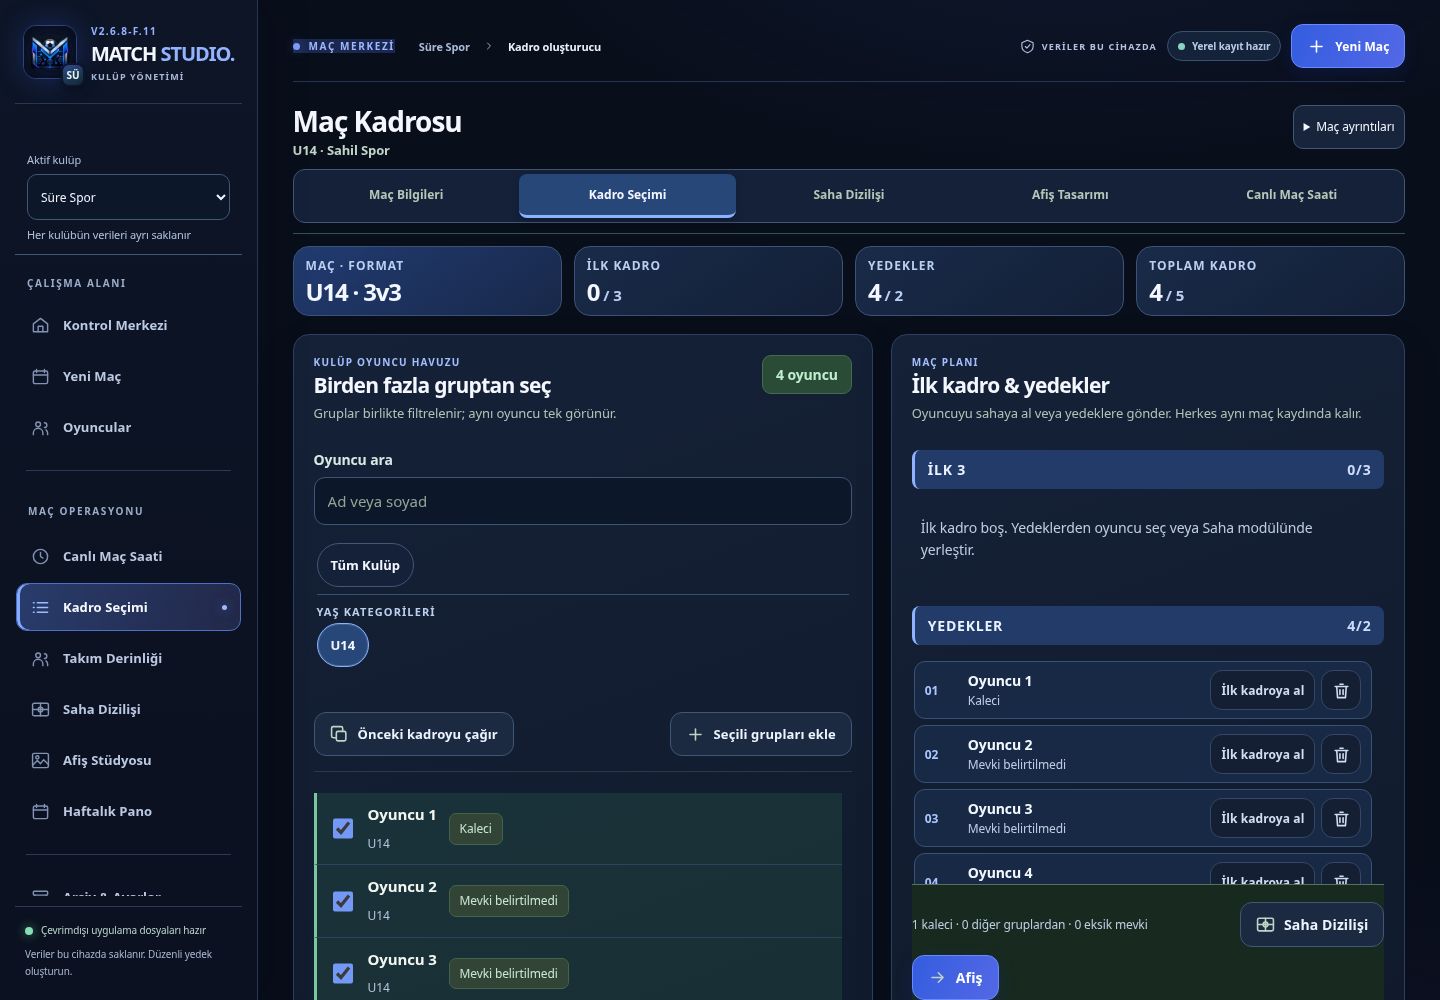 V2.6.8-F.11
MATCH STUDIO.
SÜ
KULÜP YÖNETİMİ
Aktif kulüp
Süre Spor
Her kulübün verileri ayrı saklanır
ÇALIŞMA ALANI
Kontrol Merkezi
Yeni Maç
Oyuncular
MAÇ OPERASYONU
Canlı Maç Saati
Kadro Seçimi
Takım Derinliği
Saha Dizilişi
Afiş Stüdyosu
Haftalık Pano
Çevrimdışı uygulama dosyaları hazır
Veriler bu cihazda saklanır. Düzenli yedek
oluşturun.
MAÇ MERKEZİ Süre Spor Kadro oluşturucu
VERİLER BU CİHAZDA Yerel kayıt hazır Yeni Maç
Maç Kadrosu
U14 · Sahil Spor
Maç ayrıntıları
Maç Bilgileri Kadro Seçimi Saha Dizilişi Afiş Tasarımı Canlı Maç Saati
MAÇ · FORMAT
U14 · 3v3
İLK KADRO
0 / 3
YEDEKLER
4 / 2
TOPLAM KADRO
4 / 5
KULÜP OYUNCU HAVUZU
Birden fazla gruptan seç
4 oyuncu
Gruplar birlikte filtrelenir; aynı oyuncu tek görünür.
Oyuncu ara
Ad veya soyad
Tüm Kulüp
YAŞ KATEGORİLERİ
U14
Önceki kadroyu çağır Seçili grupları ekle
Oyuncu 1
U14
Kaleci
Oyuncu 2
U14
Mevki belirtilmedi
Oyuncu 3
U14
Mevki belirtilmedi
MAÇ PLANI
İlk kadro & yedekler
Oyuncuyu sahaya al veya yedeklere gönder. Herkes aynı maç kaydında kalır.
İLK 3 0/3
İlk kadro boş. Yedeklerden oyuncu seç veya Saha modülünde
yerleştir.
YEDEKLER 4/2
01 Oyuncu 1 İlk kadroya al
Kaleci
02 Oyuncu 2 İlk kadroya al
Mevki belirtilmedi
03 Oyuncu 3 İlk kadroya al
Mevki belirtilmedi
04 Oyuncu 4 İlk kadroya al
1 kaleci · 0 diğer gruplardan · 0 eksik mevki
Saha Dizilişi
Afiş